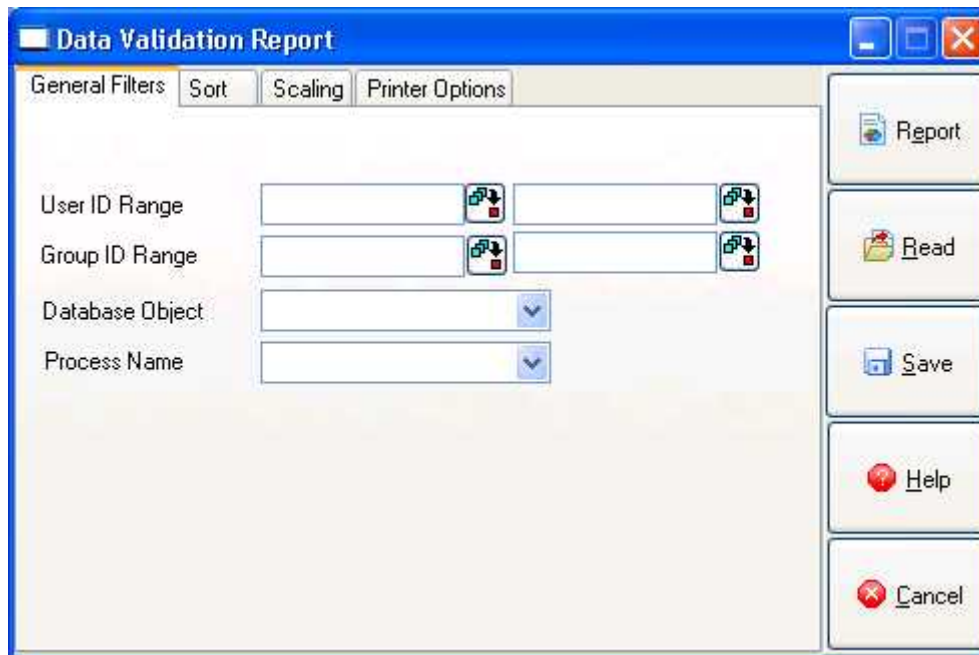 Data Validation Report
General Filters Sort Scaling Printer Options
User ID Range
Group ID Range
Database Object
Process Name
Report
Read
Save
Help
Cancel